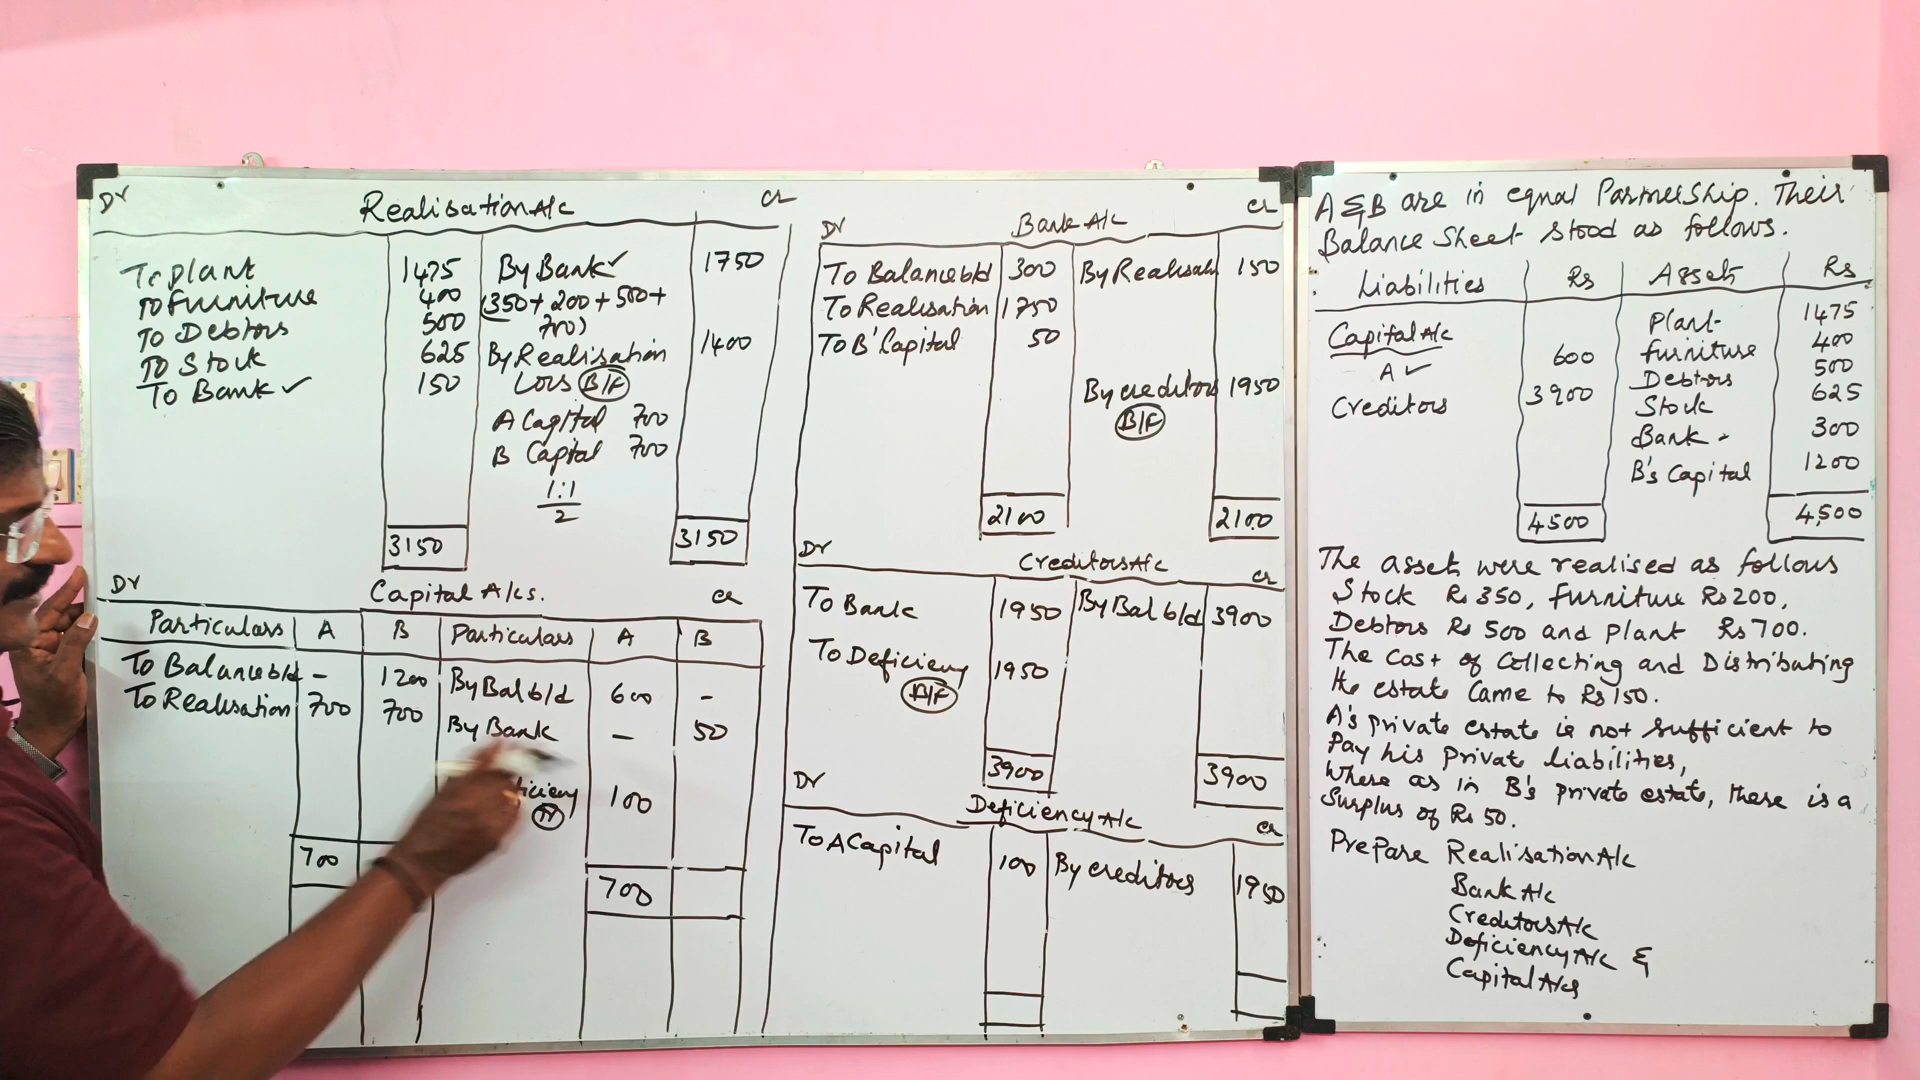 Dr Realisation A/c Cr
To Plant 1475 By Bank ✓ 1750
To Furniture 400 (350+200+500+
To Debtors 500 700)
To Stock 625 By Realisation 1400
To Bank ✓ 150 Loss B/F
A Capital 700
B Capital 700
1:1
2
3150 3150
Dr Capital A/cs. Cr
Particulars A B Particulars A B
To Balance b/d - 1200 By Bal b/d 600 -
To Realisation 700 700 By Bank - 50
iciency 100
700 700
Dr Bank A/c Cr
To Balance b/d 300 By Realisati 150
To Realisation 1750
To B' Capital 50
By creditors 1950
B/F
2100 2100
Dr Creditors A/c Cr
To Bank 1950 By Bal b/d 3900
To Deficiency 1950
B/F
3900 3900
Dr Deficiency A/c Cr
To A Capital 100 By creditors 1950
A & B are in equal Partnership. Their
Balance Sheet stood as follows.
Liabilities Rs Assets Rs
Capital A/c Plant 1475
A ✓ 600 Furniture 400
Creditors 3900 Debtors 500
Stock 625
Bank - 300
B's Capital 1200
4500 4,500
The asset were realised as follows
Stock Rs 350, Furniture Rs 200,
Debtors Rs 500 and Plant Rs 700.
The Cost of Collecting and Distributing
the estate Came to Rs 150.
A's private estate is not sufficient to
Pay his Private liabilities,
Where as in B's private estate, there is a
Surplus of Rs 50.
Prepare Realisation A/c
Bank A/c
Creditors A/c
Deficiency A/c &
Capital A/cs